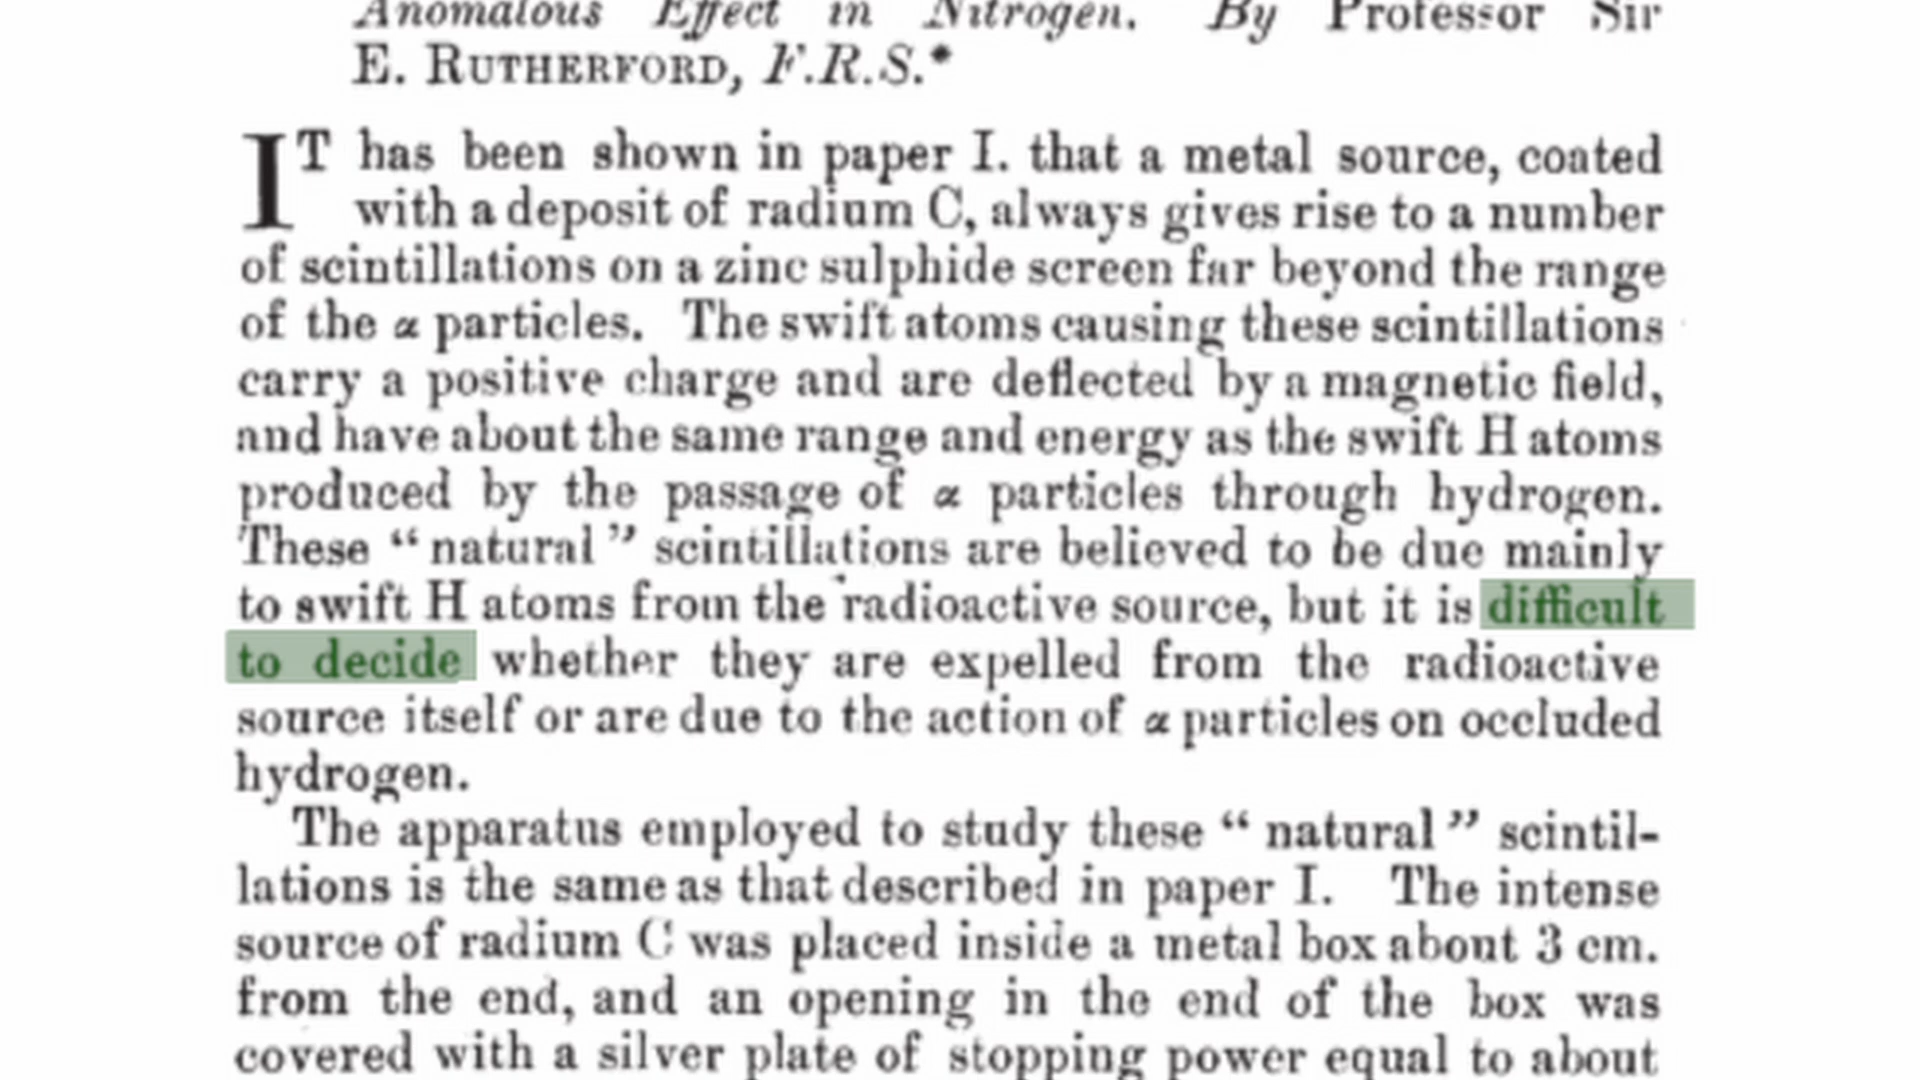 Anomalous Effect in Nitrogen. By Professor Sir
E. RUTHERFORD, F.R.S.*
IT has been shown in paper I. that a metal source, coated
with a deposit of radium C, always gives rise to a number
of scintillations on a zinc sulphide screen far beyond the range
of the α particles. The swift atoms causing these scintillations
carry a positive charge and are deflected by a magnetic field,
and have about the same range and energy as the swift H atoms
produced by the passage of α particles through hydrogen.
These “natural” scintillations are believed to be due mainly
to swift H atoms from the radioactive source, but it is difficult
to decide whether they are expelled from the radioactive
source itself or are due to the action of α particles on occluded
hydrogen.
The apparatus employed to study these “natural” scintil-
lations is the same as that described in paper I. The intense
source of radium C was placed inside a metal box about 3 cm.
from the end, and an opening in the end of the box was
covered with a silver plate of stopping power equal to about